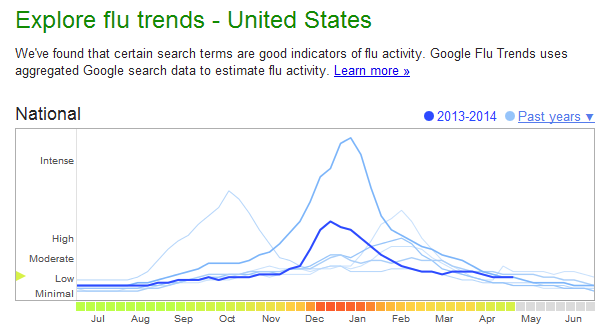 Explore flu trends - United States
We've found that certain search terms are good indicators of flu activity. Google Flu Trends uses
aggregated Google search data to estimate flu activity. Learn more »
National
2013-2014 Past years ▼
Intense
High
Moderate
Low
Minimal
Jul Aug Sep Oct Nov Dec Jan Feb Mar Apr May Jun